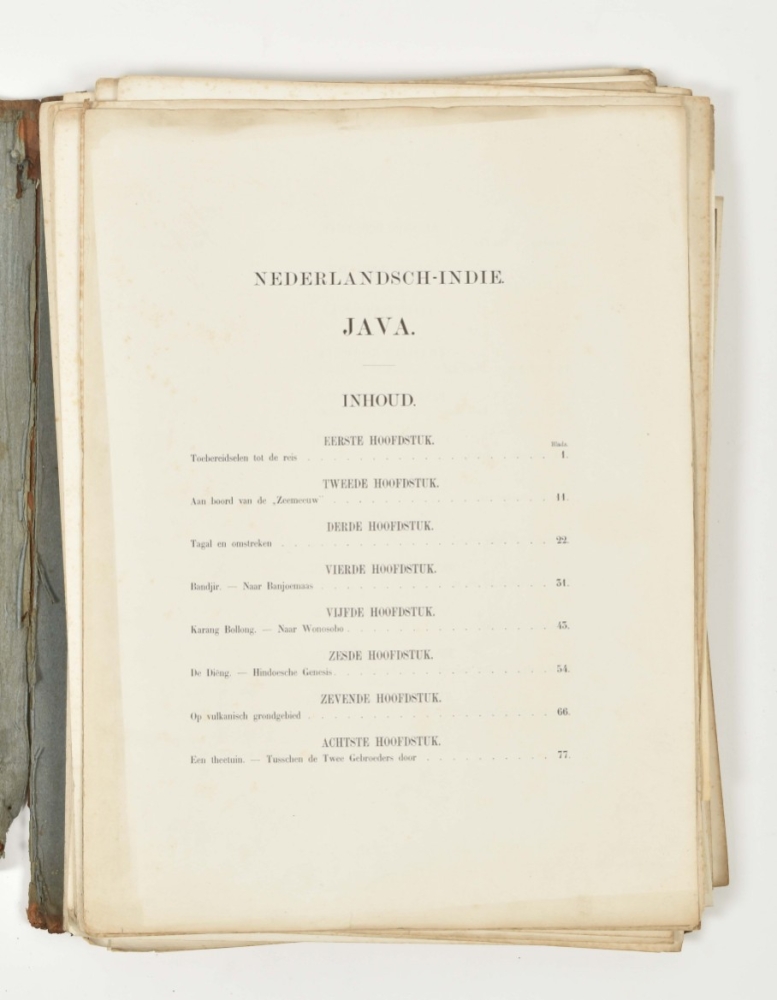 NEDERLANDSCH-INDIE.
JAVA.
INHOUD.
EERSTE HOOFDSTUK.
Bladz.
Toebereidselen tot de reis . . . . . . . . . . . . . . . . . . . 1.
TWEEDE HOOFDSTUK.
Aan boord van de „Zeemeeuw” . . . . . . . . . . . . . . . . . 11.
DERDE HOOFDSTUK.
Tagal en omstreken . . . . . . . . . . . . . . . . . . . . . 22.
VIERDE HOOFDSTUK.
Bandjir. — Naar Banjoemaas . . . . . . . . . . . . . . . . . . 31.
VIJFDE HOOFDSTUK.
Karang Bollong. — Naar Wonosobo . . . . . . . . . . . . . . . . 43.
ZESDE HOOFDSTUK.
De Diëng. — Hindoesche Genesis . . . . . . . . . . . . . . . . . 54.
ZEVENDE HOOFDSTUK.
Op vulkanisch grondgebied . . . . . . . . . . . . . . . . . . . 66.
ACHTSTE HOOFDSTUK.
Een theetuin. — Tusschen de Twee Gebroeders door . . . . . . . . . . 77.